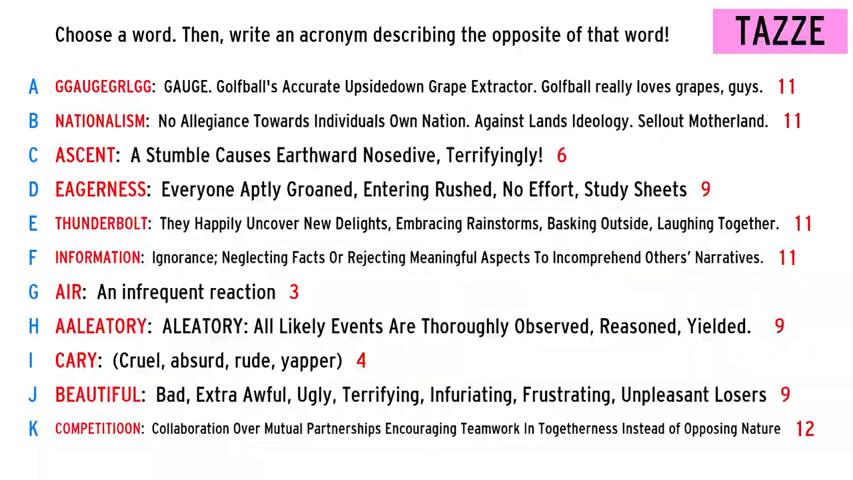 Choose a word. Then, write an acronym describing the opposite of that word!
TAZZE
A GGAUGEGRLGG: GAUGE. Golfball's Accurate Upsidedown Grape Extractor. Golfball really loves grapes, guys. 11
B NATIONALISM: No Allegiance Towards Individuals Own Nation. Against Lands Ideology. Sellout Motherland. 11
C ASCENT: A Stumble Causes Earthward Nosedive, Terrifyingly! 6
D EAGERNESS: Everyone Aptly Groaned, Entering Rushed, No Effort, Study Sheets 9
E THUNDERBOLT: They Happily Uncover New Delights, Embracing Rainstorms, Basking Outside, Laughing Together. 11
F INFORMATION: Ignorance; Neglecting Facts Or Rejecting Meaningful Aspects To Incomprehend Others' Narratives. 11
G AIR: An infrequent reaction 3
H AALEATORY: ALEATORY: All Likely Events Are Thoroughly Observed, Reasoned, Yielded. 9
I CARY: (Cruel, absurd, rude, yapper) 4
J BEAUTIFUL: Bad, Extra Awful, Ugly, Terrifying, Infuriating, Frustrating, Unpleasant Losers 9
K COMPETITIOON: Collaboration Over Mutual Partnerships Encouraging Teamwork In Togetherness Instead of Opposing Nature 12